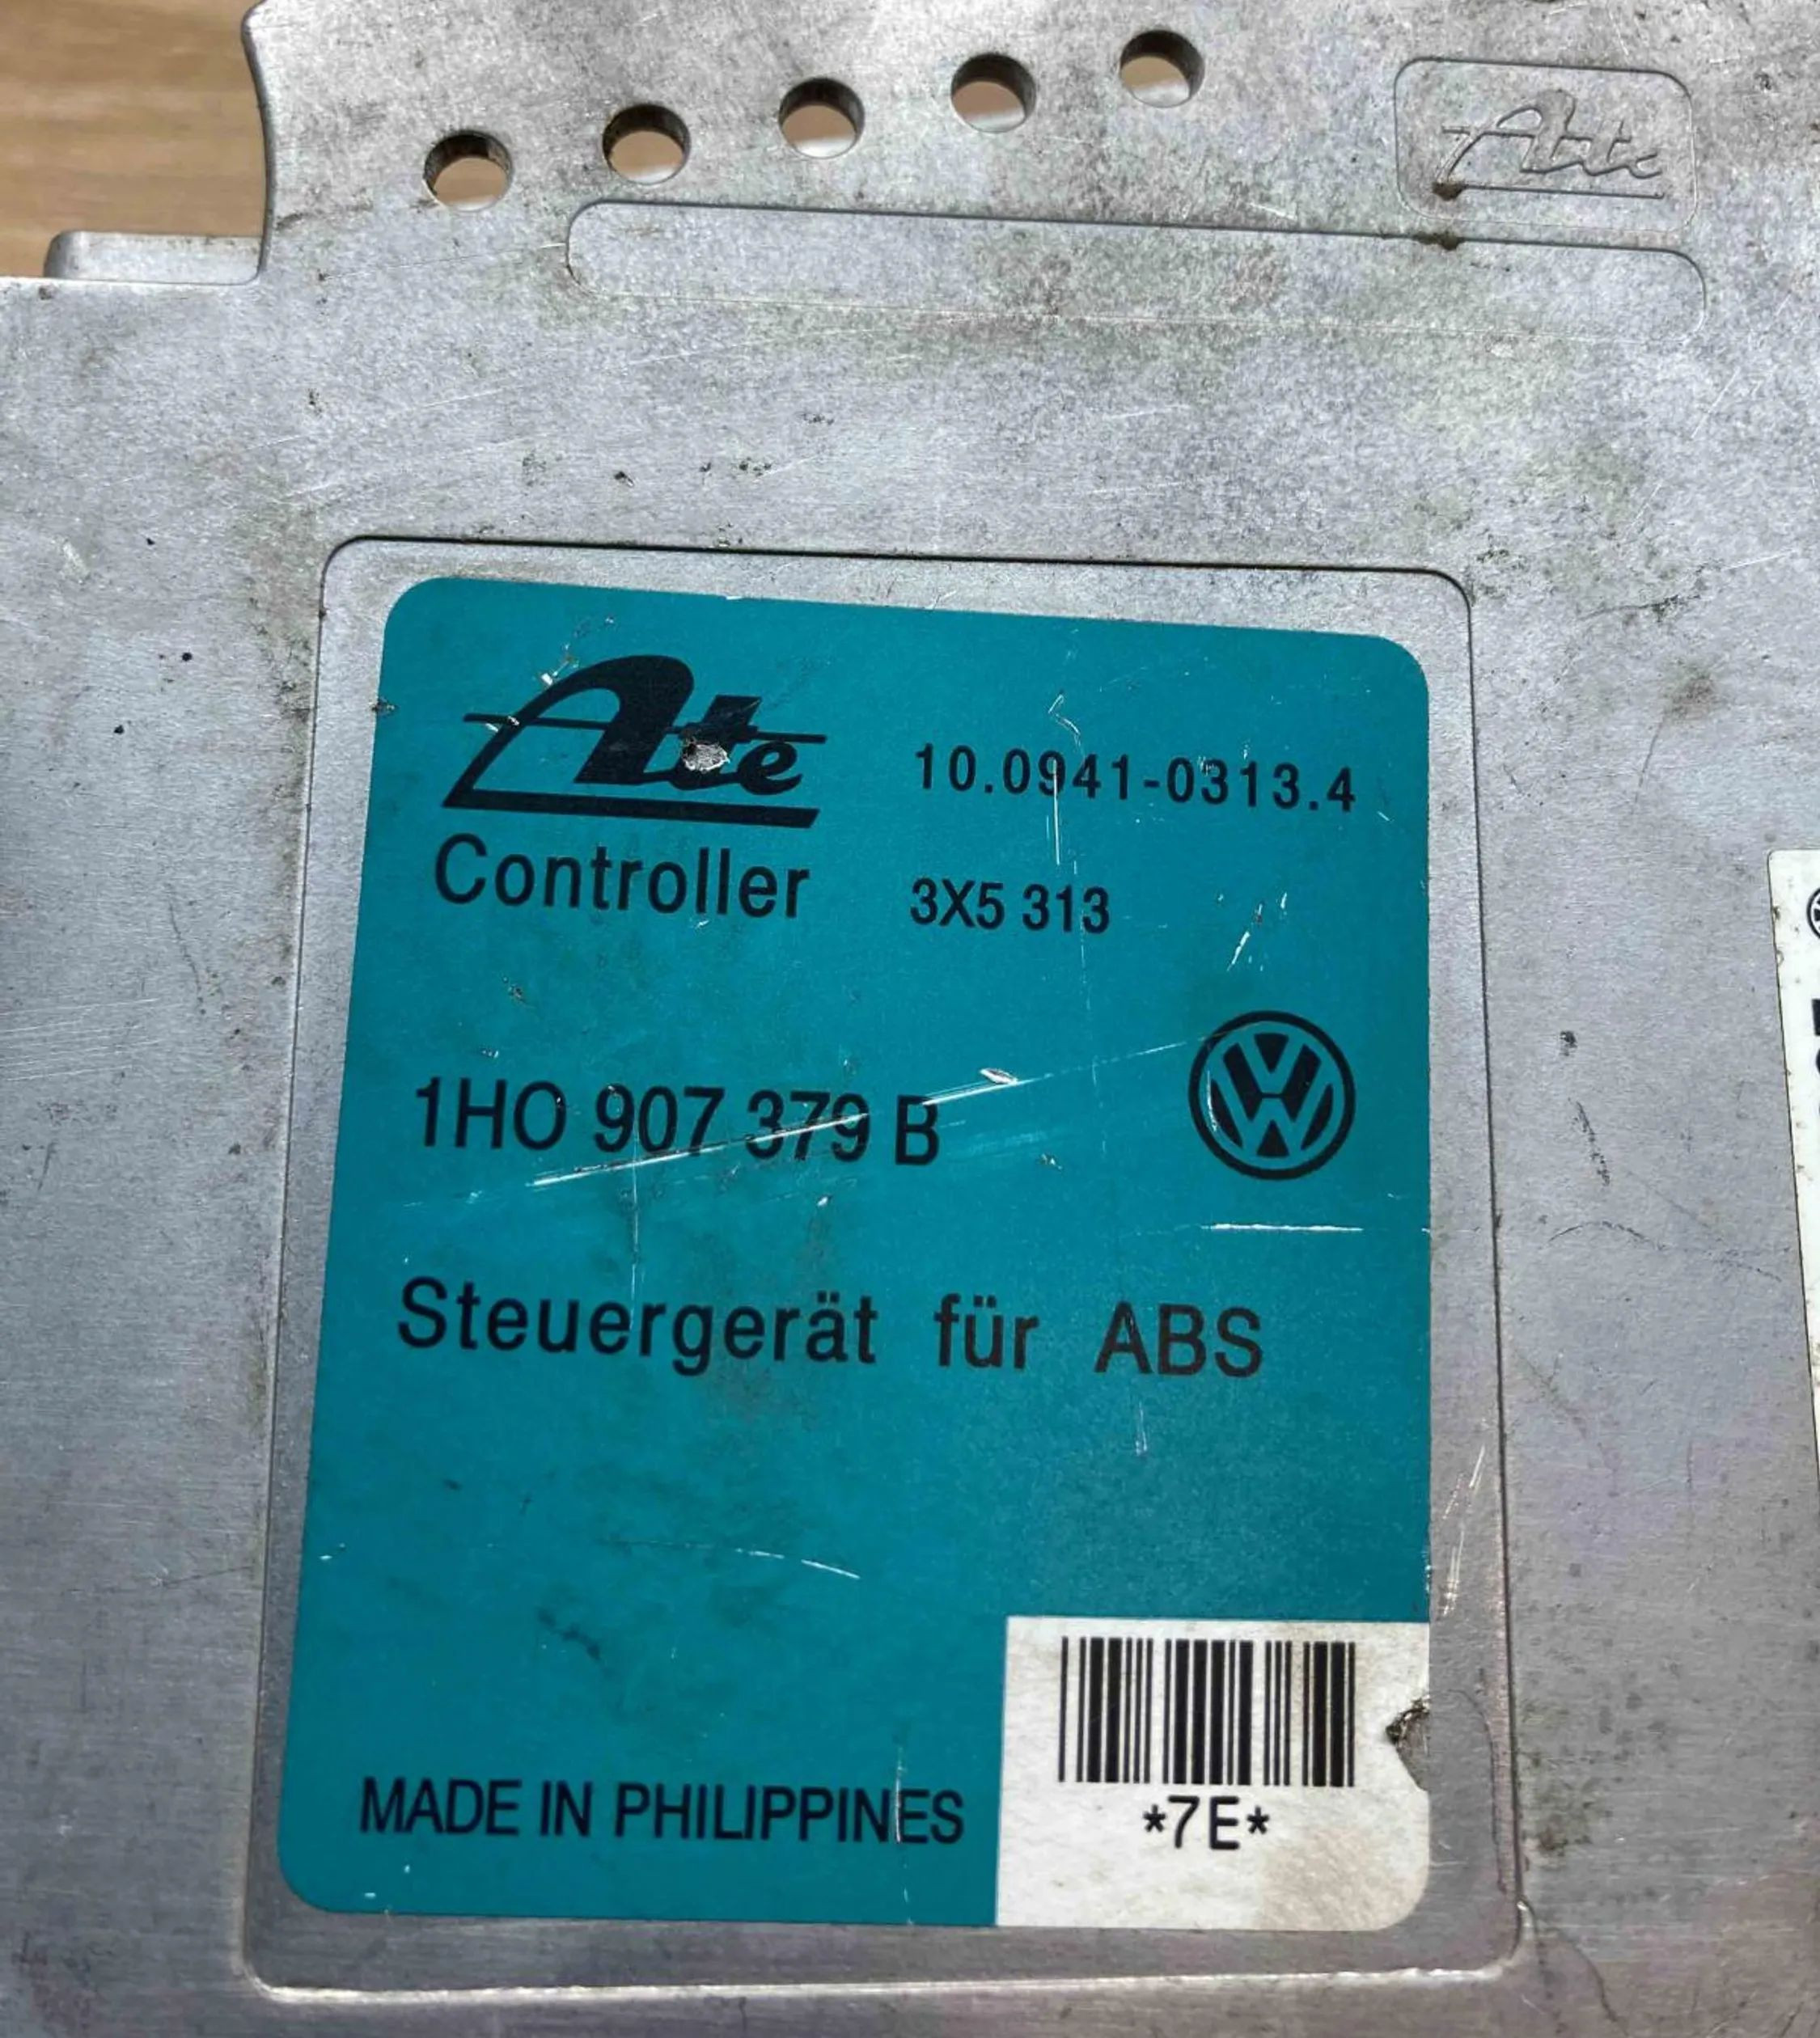 Ate
Ate 10.0941-0313.4
Controller 3X5 313
1HO 907 379 B
Steuergerät für ABS
MADE IN PHILIPPINES
*7E*